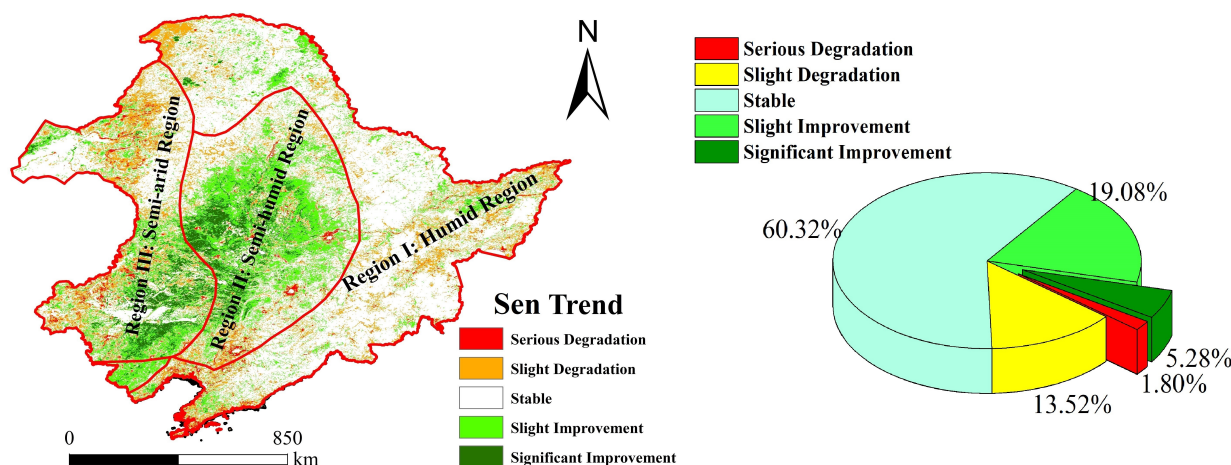 N
Region III: Semi-arid Region
Region II: Semi-humid Region
Region I: Humid Region
Sen Trend
Serious Degradation
Slight Degradation
Stable
Slight Improvement
Significant Improvement
0 850
km
Serious Degradation
Slight Degradation
Stable
Slight Improvement
Significant Improvement
19.08%
60.32%
5.28%
1.80%
13.52%